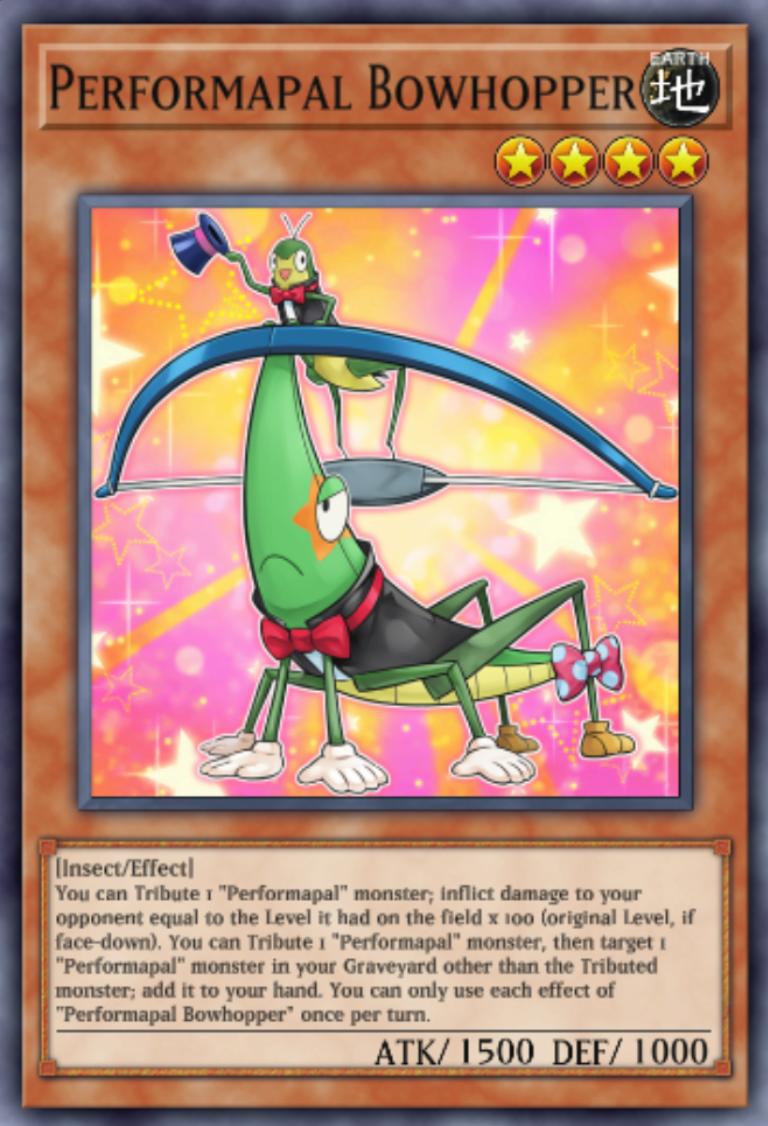 PERFORMAPAL BOWHOPPER
EARTH
地
[Insect/Effect]
You can Tribute 1 "Performapal" monster; inflict damage to your
opponent equal to the Level it had on the field x 100 (original Level, if
face-down). You can Tribute 1 "Performapal" monster, then target 1
"Performapal" monster in your Graveyard other than the Tributed
monster; add it to your hand. You can only use each effect of
"Performapal Bowhopper" once per turn.
ATK/ 1500 DEF/ 1000